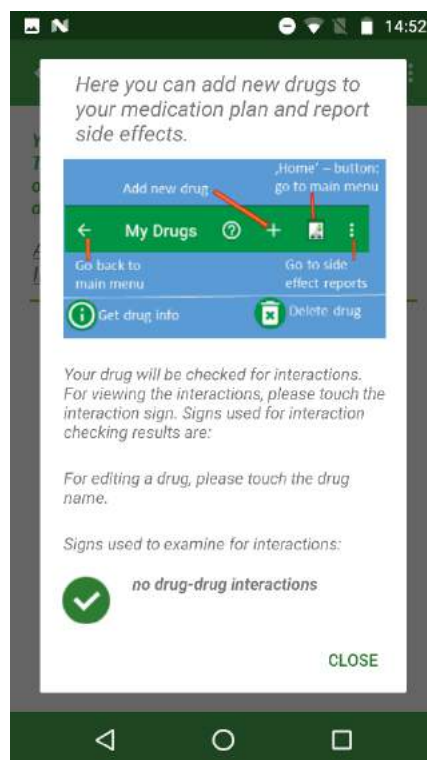 14:52
Here you can add new drugs to
your medication plan and report
side effects.
‚Home‘ – button:
Add new drug
go to main menu
My Drugs
Go back to
main menu
Go to side
effect reports
Get drug info
Delete drug
Your drug will be checked for interactions.
For viewing the interactions, please touch the
interaction sign. Signs used for interaction
checking results are:
For editing a drug, please touch the drug
name.
Signs used to examine for interactions:
no drug-drug interactions
CLOSE